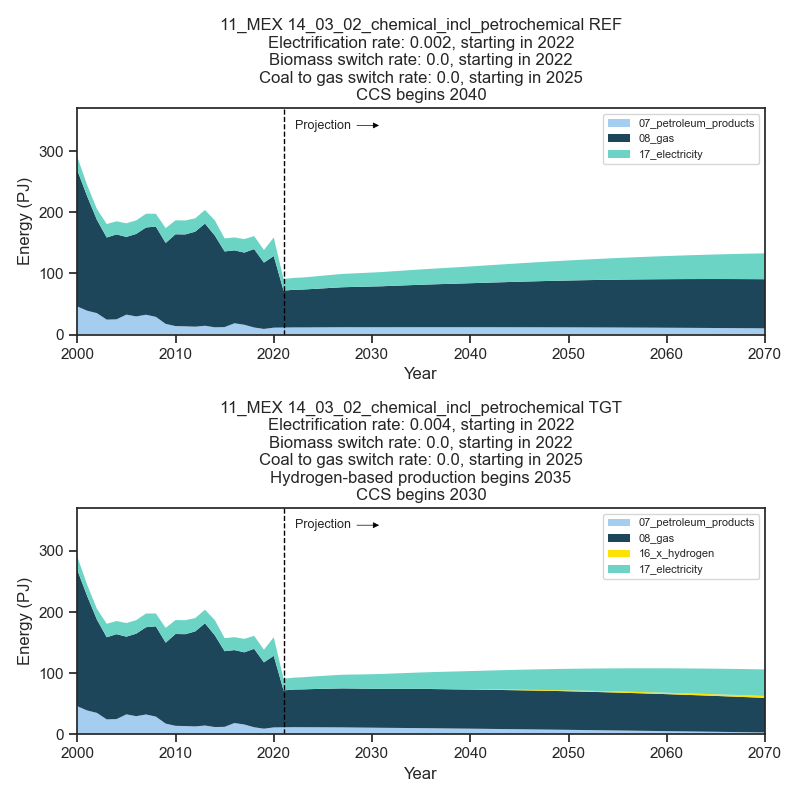 11_MEX 14_03_02_chemical_incl_petrochemical REF
Electrification rate: 0.002, starting in 2022
Biomass switch rate: 0.0, starting in 2022
Coal to gas switch rate: 0.0, starting in 2025
CCS begins 2040
Projection
07_petroleum_products
08_gas
17_electricity
Energy (PJ)
300
200
100
0
2000 2010 2020 2030 2040 2050 2060 2070
Year
11_MEX 14_03_02_chemical_incl_petrochemical TGT
Electrification rate: 0.004, starting in 2022
Biomass switch rate: 0.0, starting in 2022
Coal to gas switch rate: 0.0, starting in 2025
Hydrogen-based production begins 2035
CCS begins 2030
Projection
07_petroleum_products
08_gas
16_x_hydrogen
17_electricity
Energy (PJ)
300
200
100
0
2000 2010 2020 2030 2040 2050 2060 2070
Year